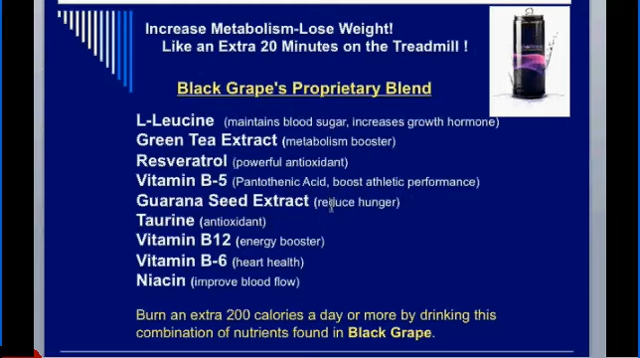 Increase Metabolism-Lose Weight!
Like an Extra 20 Minutes on the Treadmill !
Black Grape's Proprietary Blend
L-Leucine (maintains blood sugar, increases growth hormone)
Green Tea Extract (metabolism booster)
Resveratrol (powerful antioxidant)
Vitamin B-5 (Pantothenic Acid, boost athletic performance)
Guarana Seed Extract (reduce hunger)
Taurine (antioxidant)
Vitamin B12 (energy booster)
Vitamin B-6 (heart health)
Niacin (improve blood flow)
Burn an extra 200 calories a day or more by drinking this
combination of nutrients found in Black Grape.